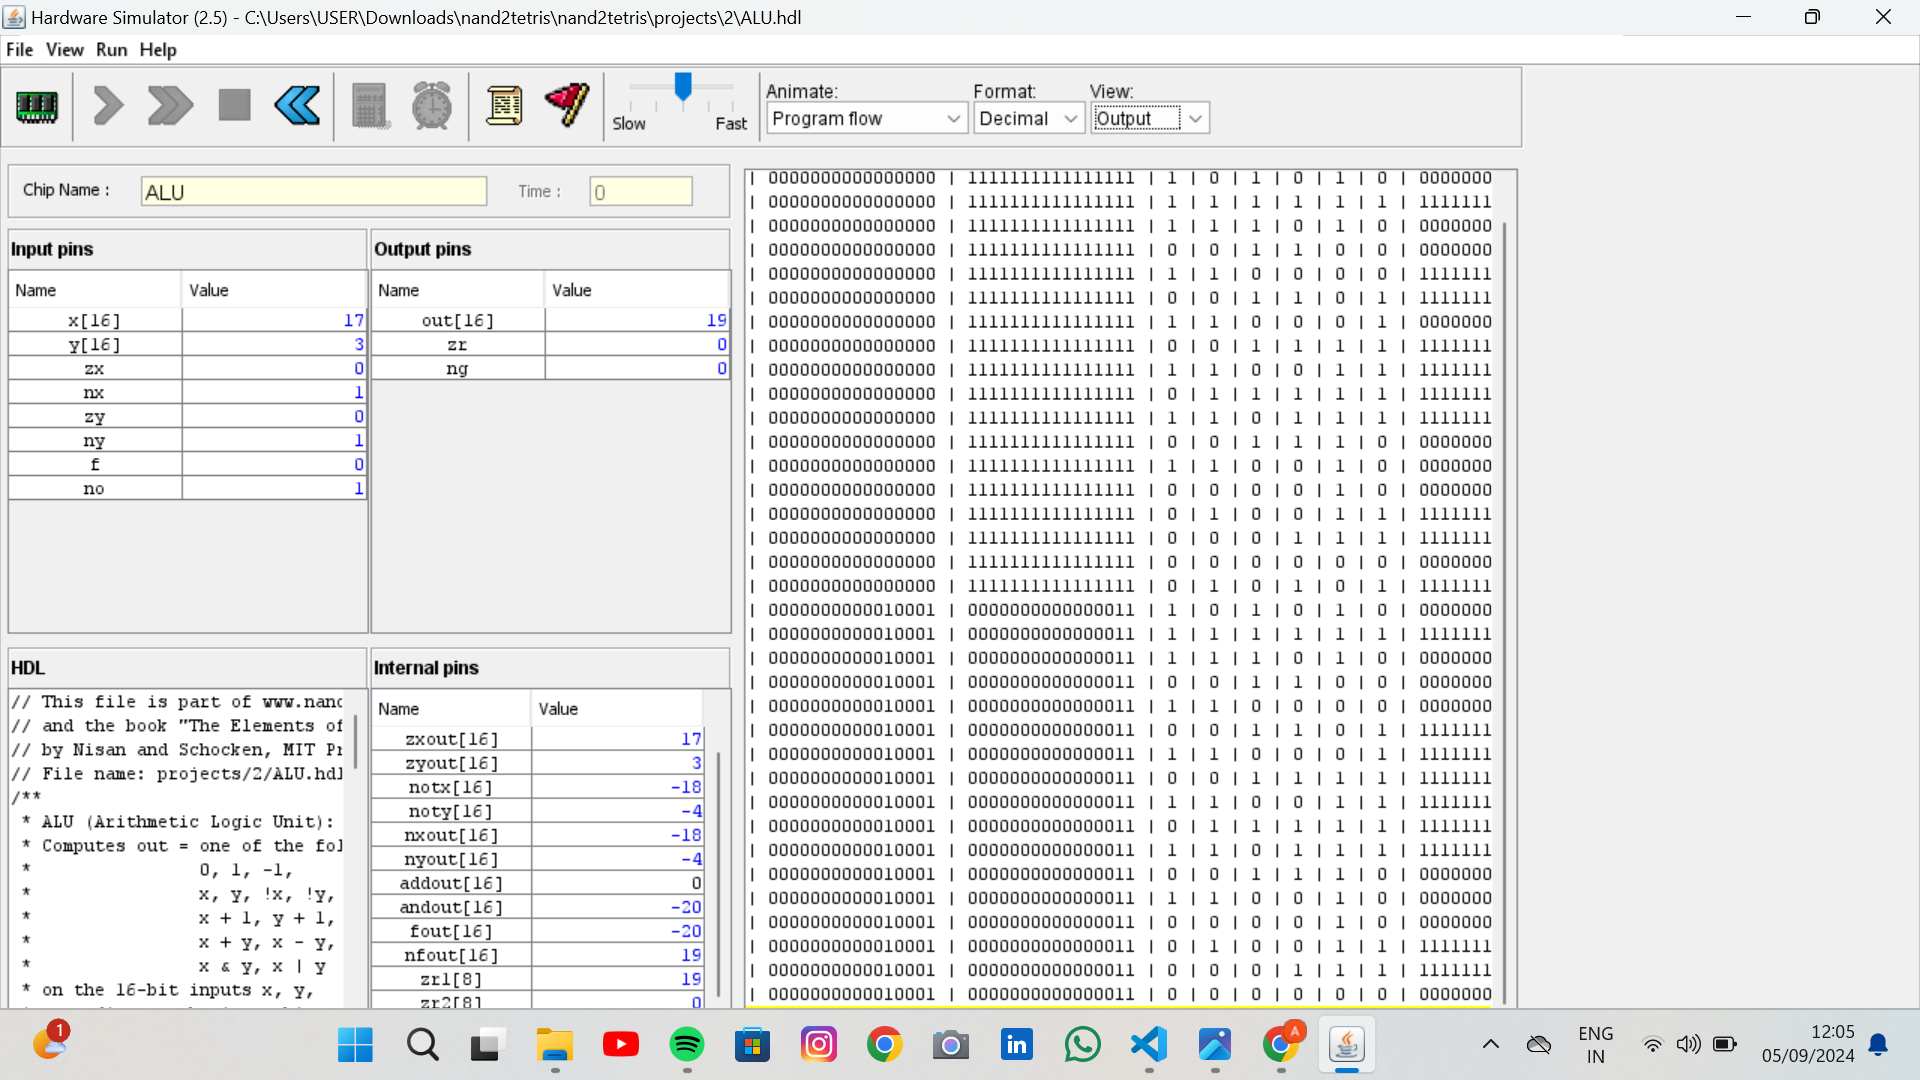 Hardware Simulator (2.5) - C:\Users\USER\Downloads\nand2tetris\nand2tetris\projects\2\ALU.hdl
File View Run Help
Animate: Format: View:
Slow Fast Program flow Decimal Output
Chip Name : ALU Time : 0
Input pins
Name Value
x[16] 17
y[16] 3
zx 0
nx 1
zy 0
ny 1
f 0
no 1
Output pins
Name Value
out[16] 19
zr 0
ng 0
HDL
// This file is part of www.nand
// and the book "The Elements of
// by Nisan and Schocken, MIT Pr
// File name: projects/2/ALU.hdl
/**
* ALU (Arithmetic Logic Unit):
* Computes out = one of the fol
* 0, 1, -1,
* x, y, !x, !y,
* x + 1, y + 1,
* x + y, x - y,
* x & y, x | y
* on the 16-bit inputs x, y,
Internal pins
Name Value
zxout[16] 17
zyout[16] 3
notx[16] -18
noty[16] -4
nxout[16] -18
nyout[16] -4
addout[16] 0
andout[16] -20
fout[16] -20
nfout[16] 19
zr1[8] 19
zr2[8] 0
| 0000000000000000 | 1111111111111111 | 1 | 0 | 1 | 0 | 1 | 0 | 0000000
| 0000000000000000 | 1111111111111111 | 1 | 1 | 1 | 1 | 1 | 1 | 1111111
| 0000000000000000 | 1111111111111111 | 1 | 1 | 1 | 0 | 1 | 0 | 0000000
| 0000000000000000 | 1111111111111111 | 0 | 0 | 1 | 1 | 0 | 0 | 0000000
| 0000000000000000 | 1111111111111111 | 1 | 1 | 0 | 0 | 0 | 0 | 1111111
| 0000000000000000 | 1111111111111111 | 0 | 0 | 1 | 1 | 0 | 1 | 1111111
| 0000000000000000 | 1111111111111111 | 1 | 1 | 0 | 0 | 0 | 1 | 0000000
| 0000000000000000 | 1111111111111111 | 0 | 0 | 1 | 1 | 1 | 1 | 1111111
| 0000000000000000 | 1111111111111111 | 1 | 1 | 0 | 0 | 1 | 1 | 1111111
| 0000000000000000 | 1111111111111111 | 0 | 1 | 1 | 1 | 1 | 1 | 1111111
| 0000000000000000 | 1111111111111111 | 1 | 1 | 0 | 1 | 1 | 1 | 1111111
| 0000000000000000 | 1111111111111111 | 0 | 0 | 1 | 1 | 1 | 0 | 0000000
| 0000000000000000 | 1111111111111111 | 1 | 1 | 0 | 0 | 1 | 0 | 1111111
| 0000000000000000 | 1111111111111111 | 0 | 0 | 0 | 0 | 1 | 0 | 0000000
| 0000000000000000 | 1111111111111111 | 0 | 1 | 0 | 0 | 1 | 1 | 1111111
| 0000000000000000 | 1111111111111111 | 0 | 0 | 0 | 1 | 1 | 1 | 1111111
| 0000000000000000 | 1111111111111111 | 0 | 0 | 0 | 0 | 0 | 0 | 0000000
| 0000000000000000 | 1111111111111111 | 0 | 1 | 0 | 1 | 0 | 1 | 1111111
| 0000000000010001 | 0000000000000011 | 1 | 0 | 1 | 0 | 1 | 0 | 0000000
| 0000000000010001 | 0000000000000011 | 1 | 1 | 1 | 1 | 1 | 1 | 1111111
| 0000000000010001 | 0000000000000011 | 1 | 1 | 1 | 0 | 1 | 0 | 0000000
| 0000000000010001 | 0000000000000011 | 0 | 0 | 1 | 1 | 0 | 0 | 0000000
| 0000000000010001 | 0000000000000011 | 1 | 1 | 0 | 0 | 0 | 0 | 0000000
| 0000000000010001 | 0000000000000011 | 0 | 0 | 1 | 1 | 0 | 1 | 1111111
| 0000000000010001 | 0000000000000011 | 1 | 1 | 0 | 0 | 0 | 1 | 1111111
| 0000000000010001 | 0000000000000011 | 0 | 0 | 1 | 1 | 1 | 1 | 1111111
| 0000000000010001 | 0000000000000011 | 1 | 1 | 0 | 0 | 1 | 1 | 1111111
| 0000000000010001 | 0000000000000011 | 0 | 1 | 1 | 1 | 1 | 1 | 1111111
| 0000000000010001 | 0000000000000011 | 1 | 1 | 0 | 1 | 1 | 1 | 1111111
| 0000000000010001 | 0000000000000011 | 0 | 0 | 1 | 1 | 1 | 0 | 0000000
| 0000000000010001 | 0000000000000011 | 1 | 1 | 0 | 0 | 1 | 0 | 0000000
| 0000000000010001 | 0000000000000011 | 0 | 0 | 0 | 0 | 1 | 0 | 0000000
| 0000000000010001 | 0000000000000011 | 0 | 1 | 0 | 0 | 1 | 1 | 1111111
| 0000000000010001 | 0000000000000011 | 0 | 0 | 0 | 1 | 1 | 1 | 1111111
| 0000000000010001 | 0000000000000011 | 0 | 0 | 0 | 0 | 0 | 0 | 0000000
1
A
ENG
IN
12:05
05/09/2024